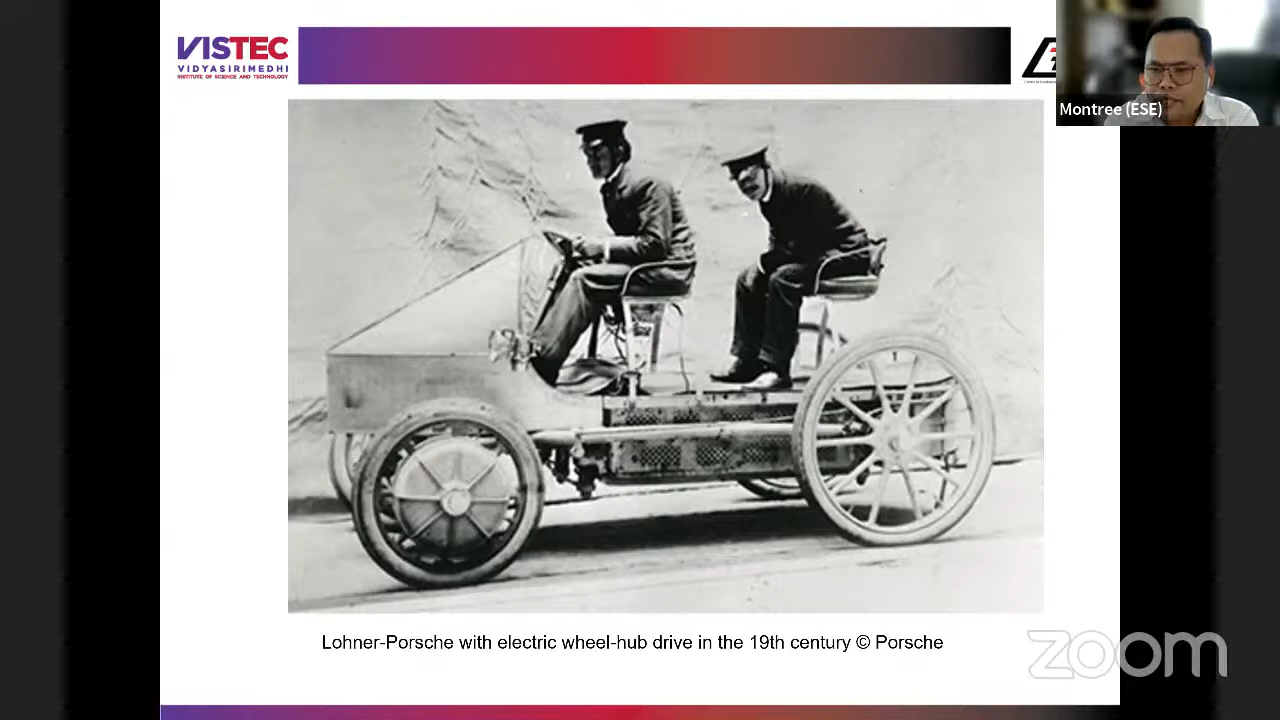 VISTEC
VIDYASIRIMEDHI
INSTITUTE OF SCIENCE AND TECHNOLOGY
Montree (ESE)
Lohner-Porsche with electric wheel-hub drive in the 19th century © Porsche
zoom